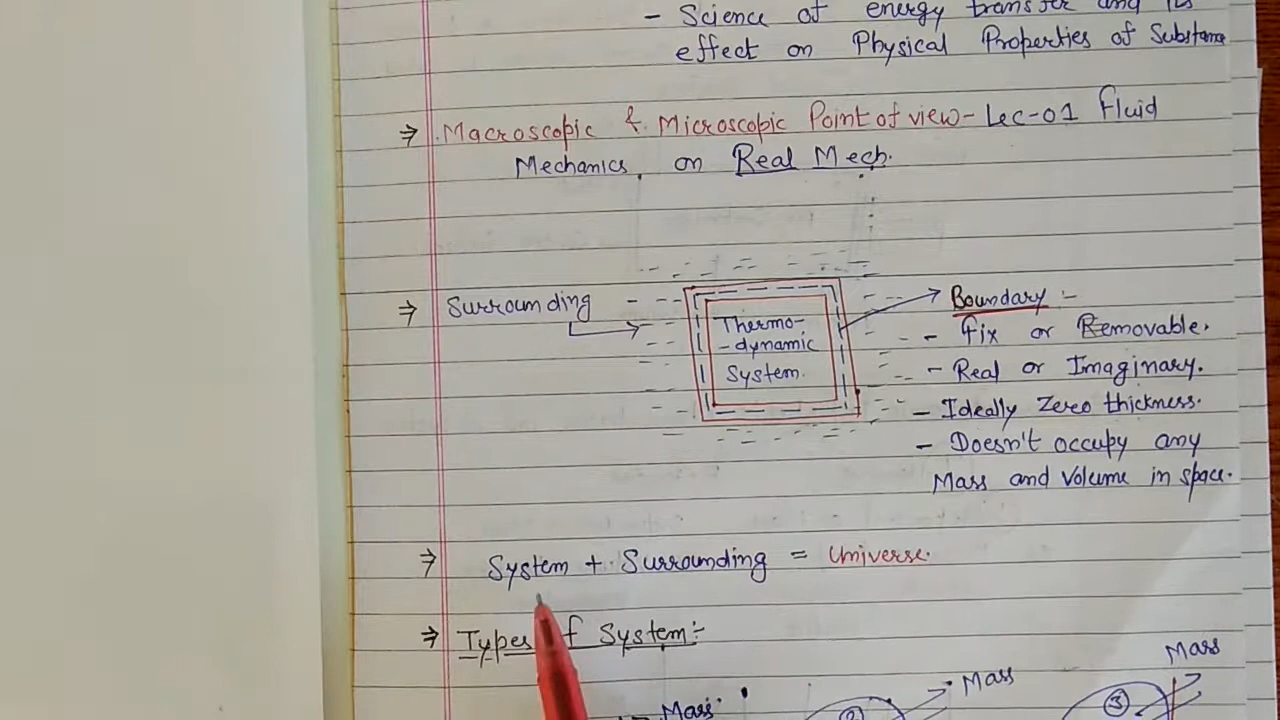 - Science of energy transfer and its
effect on Physical Properties of Substance
⇒ Macroscopic & Microscopic Point of view - Lec-01 Fluid
Mechanics on Real Mech.
⇒ Surrounding
Thermo-
-dynamic
System.
Boundary :-
- Fix or Removable.
- Real or Imaginary.
- Ideally Zero thickness.
- Doesn't occupy any
Mass and Volume in space.
⇒ System + Surrounding = Universe.
⇒ Types of System:-
Mass
Mass
Mass
2
3